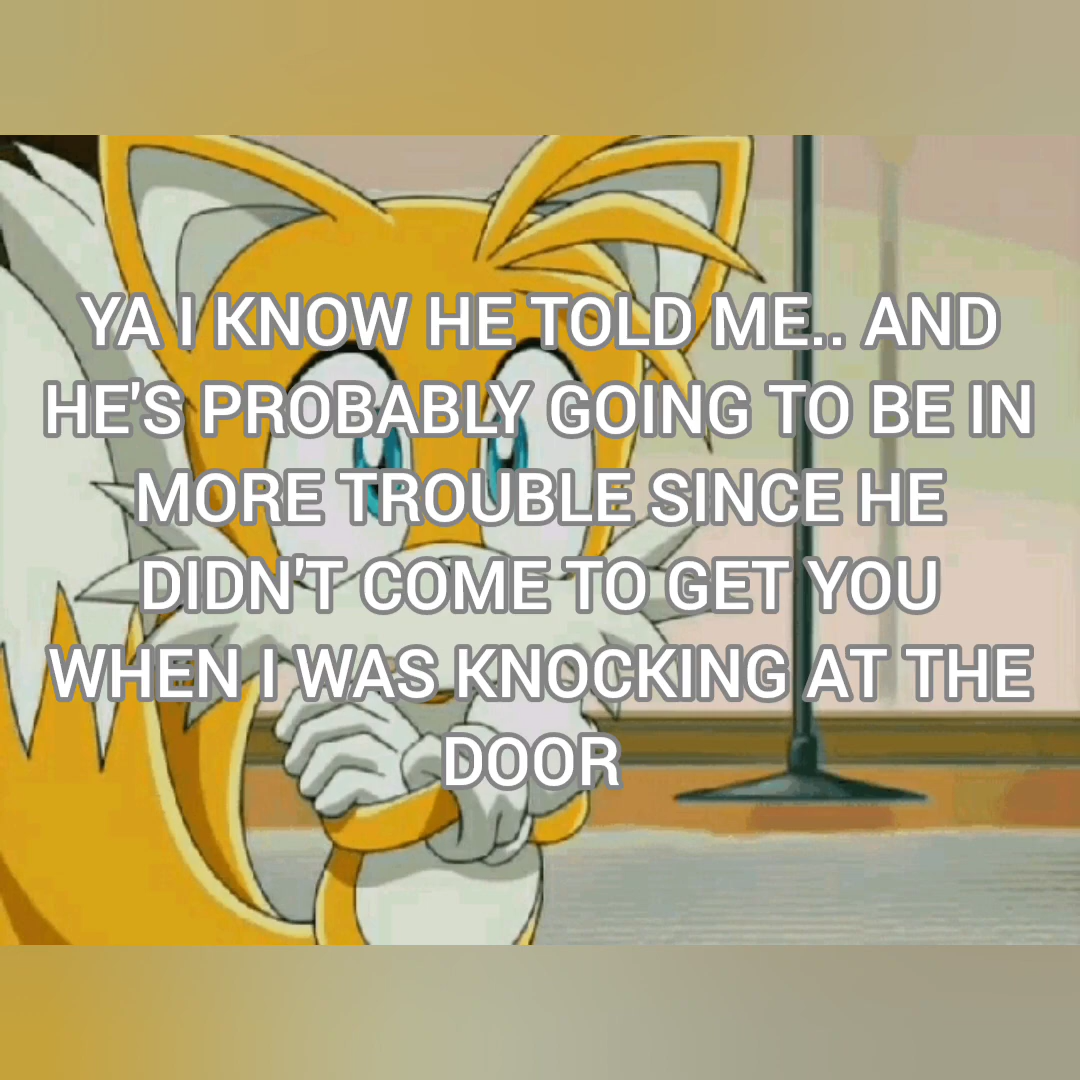 YA I KNOW HE TOLD ME.. AND
HE'S PROBABLY GOING TO BE IN
MORE TROUBLE SINCE HE
DIDN'T COME TO GET YOU
WHEN I WAS KNOCKING AT THE
DOOR